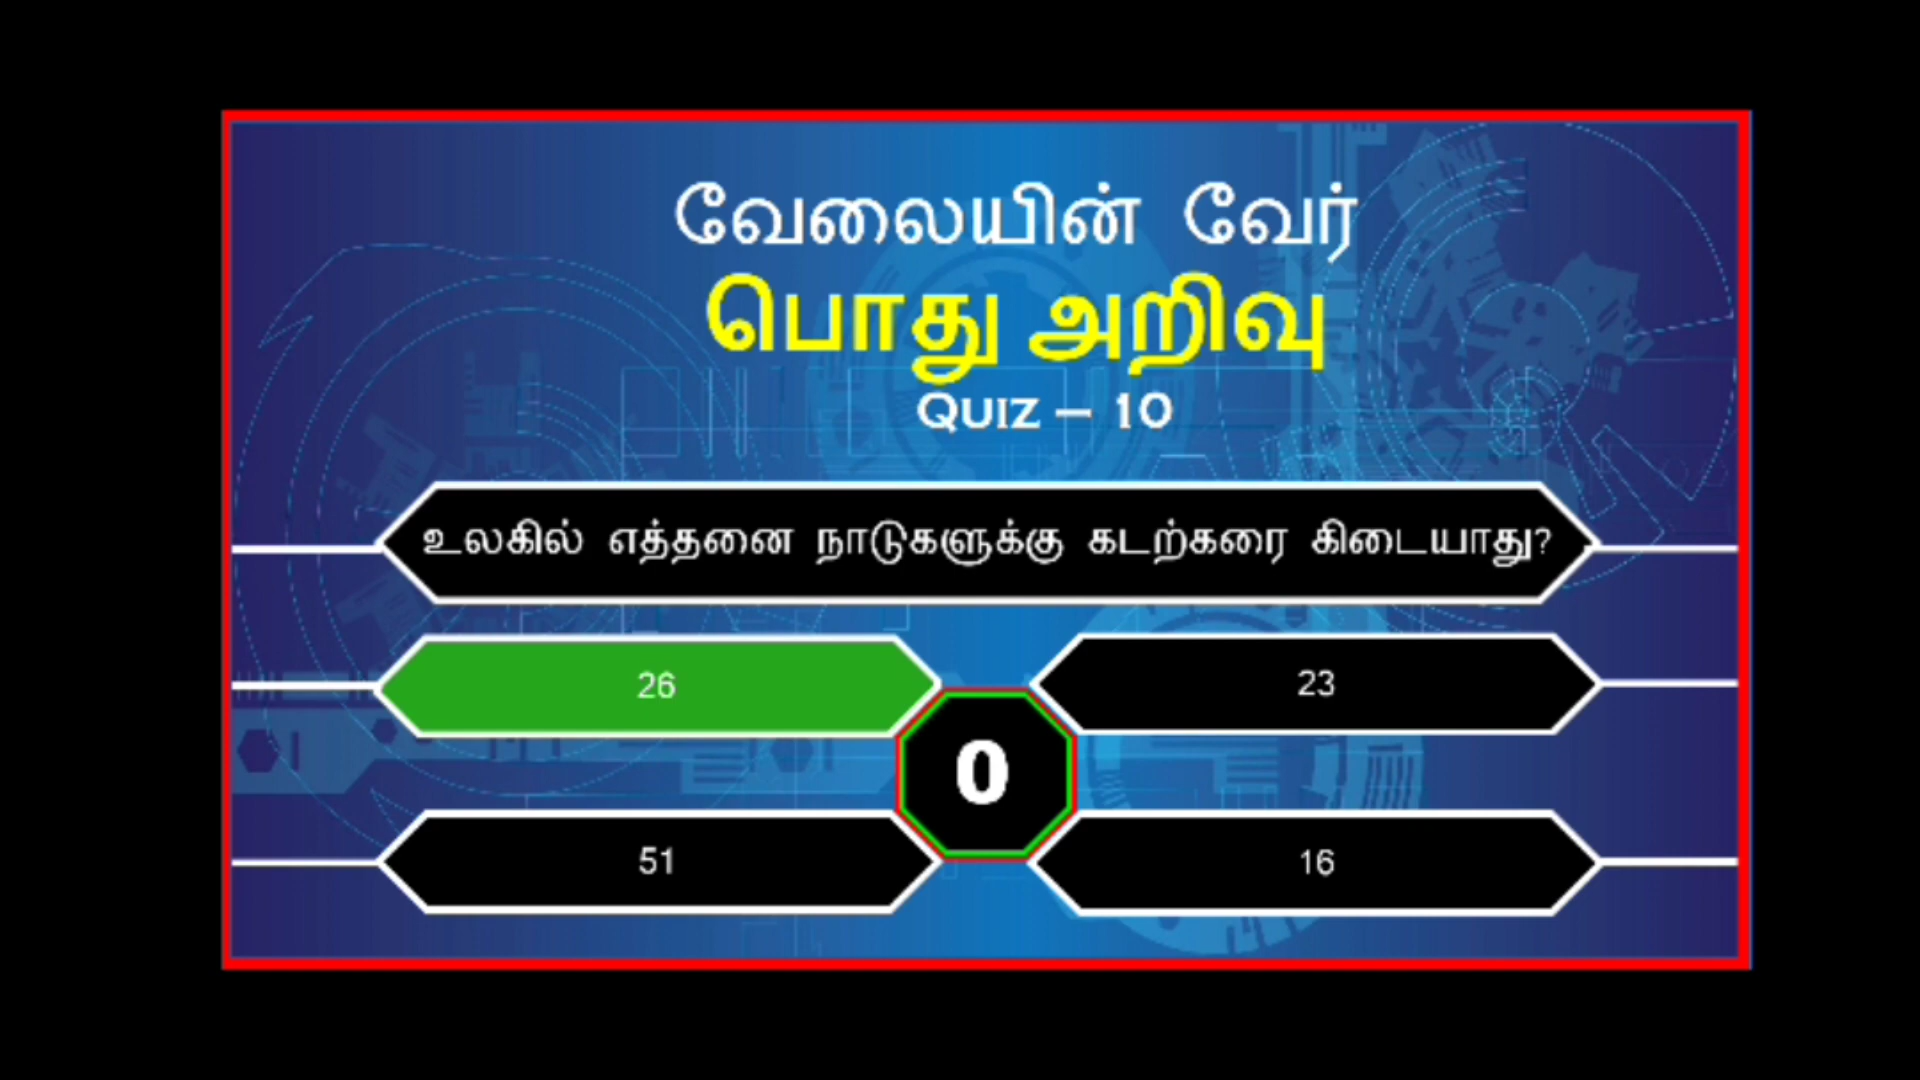 வேலையின் வேர்
பொது அறிவு
QUIZ – 10
உலகில் எத்தனை நாடுகளுக்கு கடற்கரை கிடையாது?
26
23
0
51
16